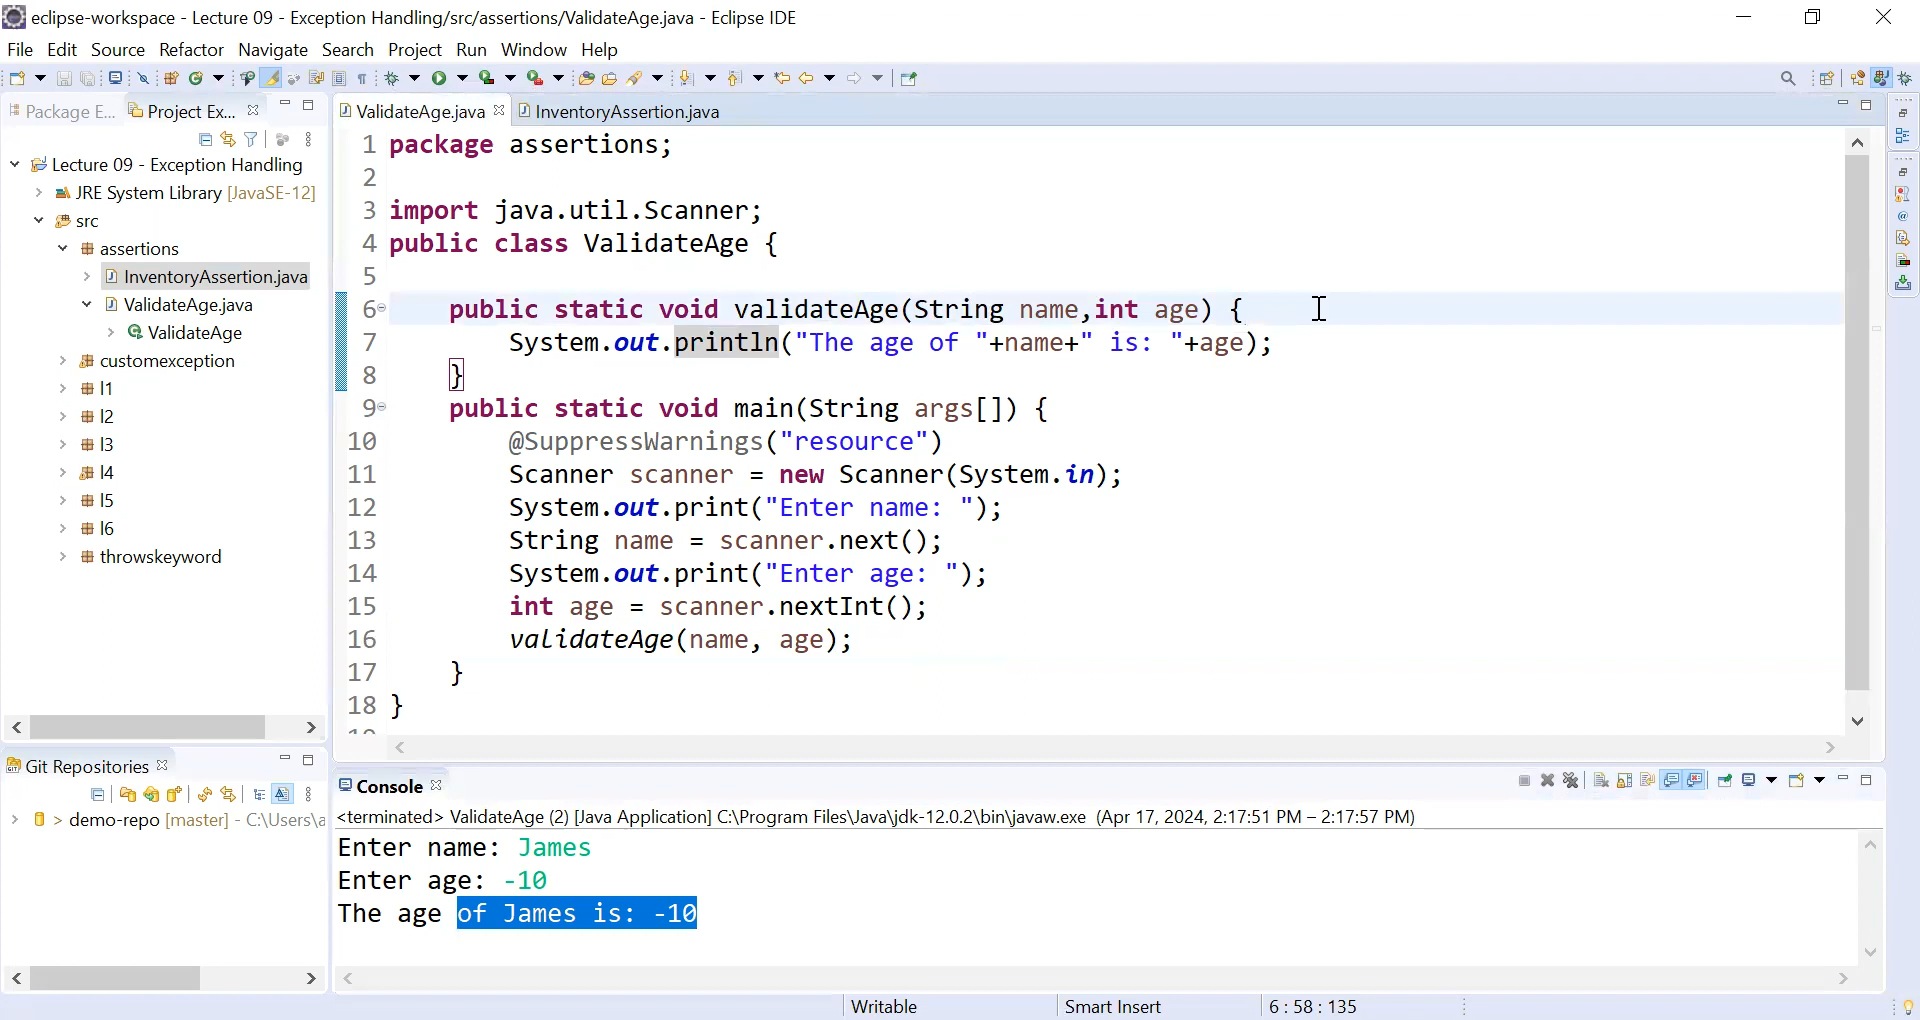 eclipse-workspace - Lecture 09 - Exception Handling/src/assertions/ValidateAge.java - Eclipse IDE
File Edit Source Refactor Navigate Search Project Run Window Help
Package E... Project Ex...
Lecture 09 - Exception Handling
JRE System Library [JavaSE-12]
src
assertions
InventoryAssertion.java
ValidateAge.java
ValidateAge
customexception
l1
l2
l3
l4
l5
l6
throwskeyword
Git Repositories
> demo-repo [master] - C:\Users\a
ValidateAge.java InventoryAssertion.java
1 package assertions;
2
3 import java.util.Scanner;
4 public class ValidateAge {
5
6 public static void validateAge(String name,int age) {
7 System.out.println("The age of "+name+" is: "+age);
8 }
9 public static void main(String args[]) {
10 @SuppressWarnings("resource")
11 Scanner scanner = new Scanner(System.in);
12 System.out.print("Enter name: ");
13 String name = scanner.next();
14 System.out.print("Enter age: ");
15 int age = scanner.nextInt();
16 validateAge(name, age);
17 }
18 }
Console
<terminated> ValidateAge (2) [Java Application] C:\Program Files\Java\jdk-12.0.2\bin\javaw.exe (Apr 17, 2024, 2:17:51 PM – 2:17:57 PM)
Enter name: James
Enter age: -10
The age of James is: -10
Writable Smart Insert 6 : 58 : 135